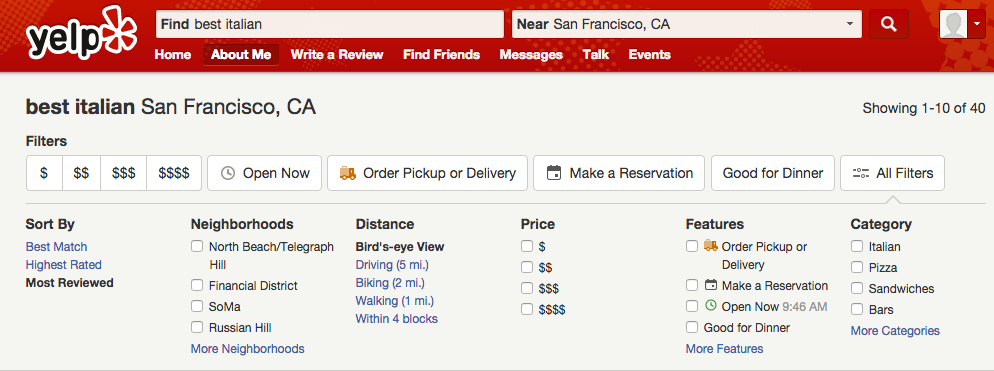 yelp
Find best italian
Near San Francisco, CA
Home About Me Write a Review Find Friends Messages Talk Events
best italian San Francisco, CA
Showing 1-10 of 40
Filters
$ $$ $$$ $$$$ Open Now Order Pickup or Delivery Make a Reservation Good for Dinner All Filters
Sort By
Best Match
Highest Rated
Most Reviewed
Neighborhoods
North Beach/Telegraph
Hill
Financial District
SoMa
Russian Hill
More Neighborhoods
Distance
Bird's-eye View
Driving (5 mi.)
Biking (2 mi.)
Walking (1 mi.)
Within 4 blocks
Price
$
$$
$$$
$$$$
Features
Order Pickup or
Delivery
Make a Reservation
Open Now 9:46 AM
Good for Dinner
More Features
Category
Italian
Pizza
Sandwiches
Bars
More Categories